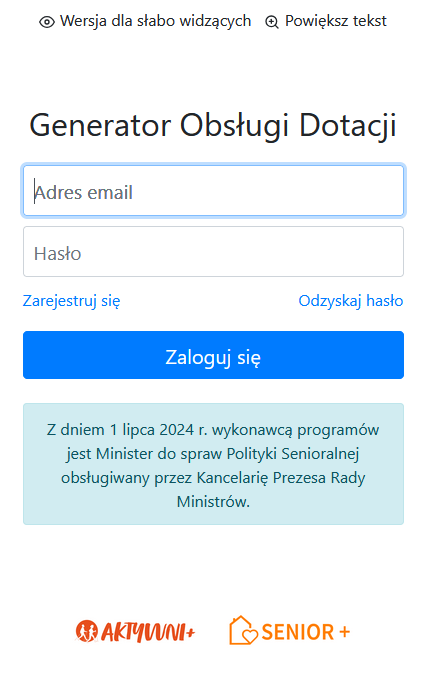 Wersja dla słabo widzących Powiększ tekst
Generator Obsługi Dotacji
Adres email
Hasło
Zarejestruj się Odzyskaj hasło
Zaloguj się
Z dniem 1 lipca 2024 r. wykonawcą programów
jest Minister do spraw Polityki Senioralnej
obsługiwany przez Kancelarię Prezesa Rady
Ministrów.
AKTYWNI+ SENIOR +